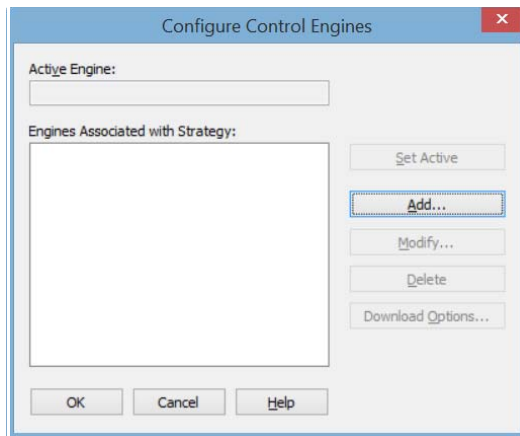 Configure Control Engines
Active Engine:
Engines Associated with Strategy:
Set Active
Add...
Modify...
Delete
Download Options...
OK
Cancel
Help